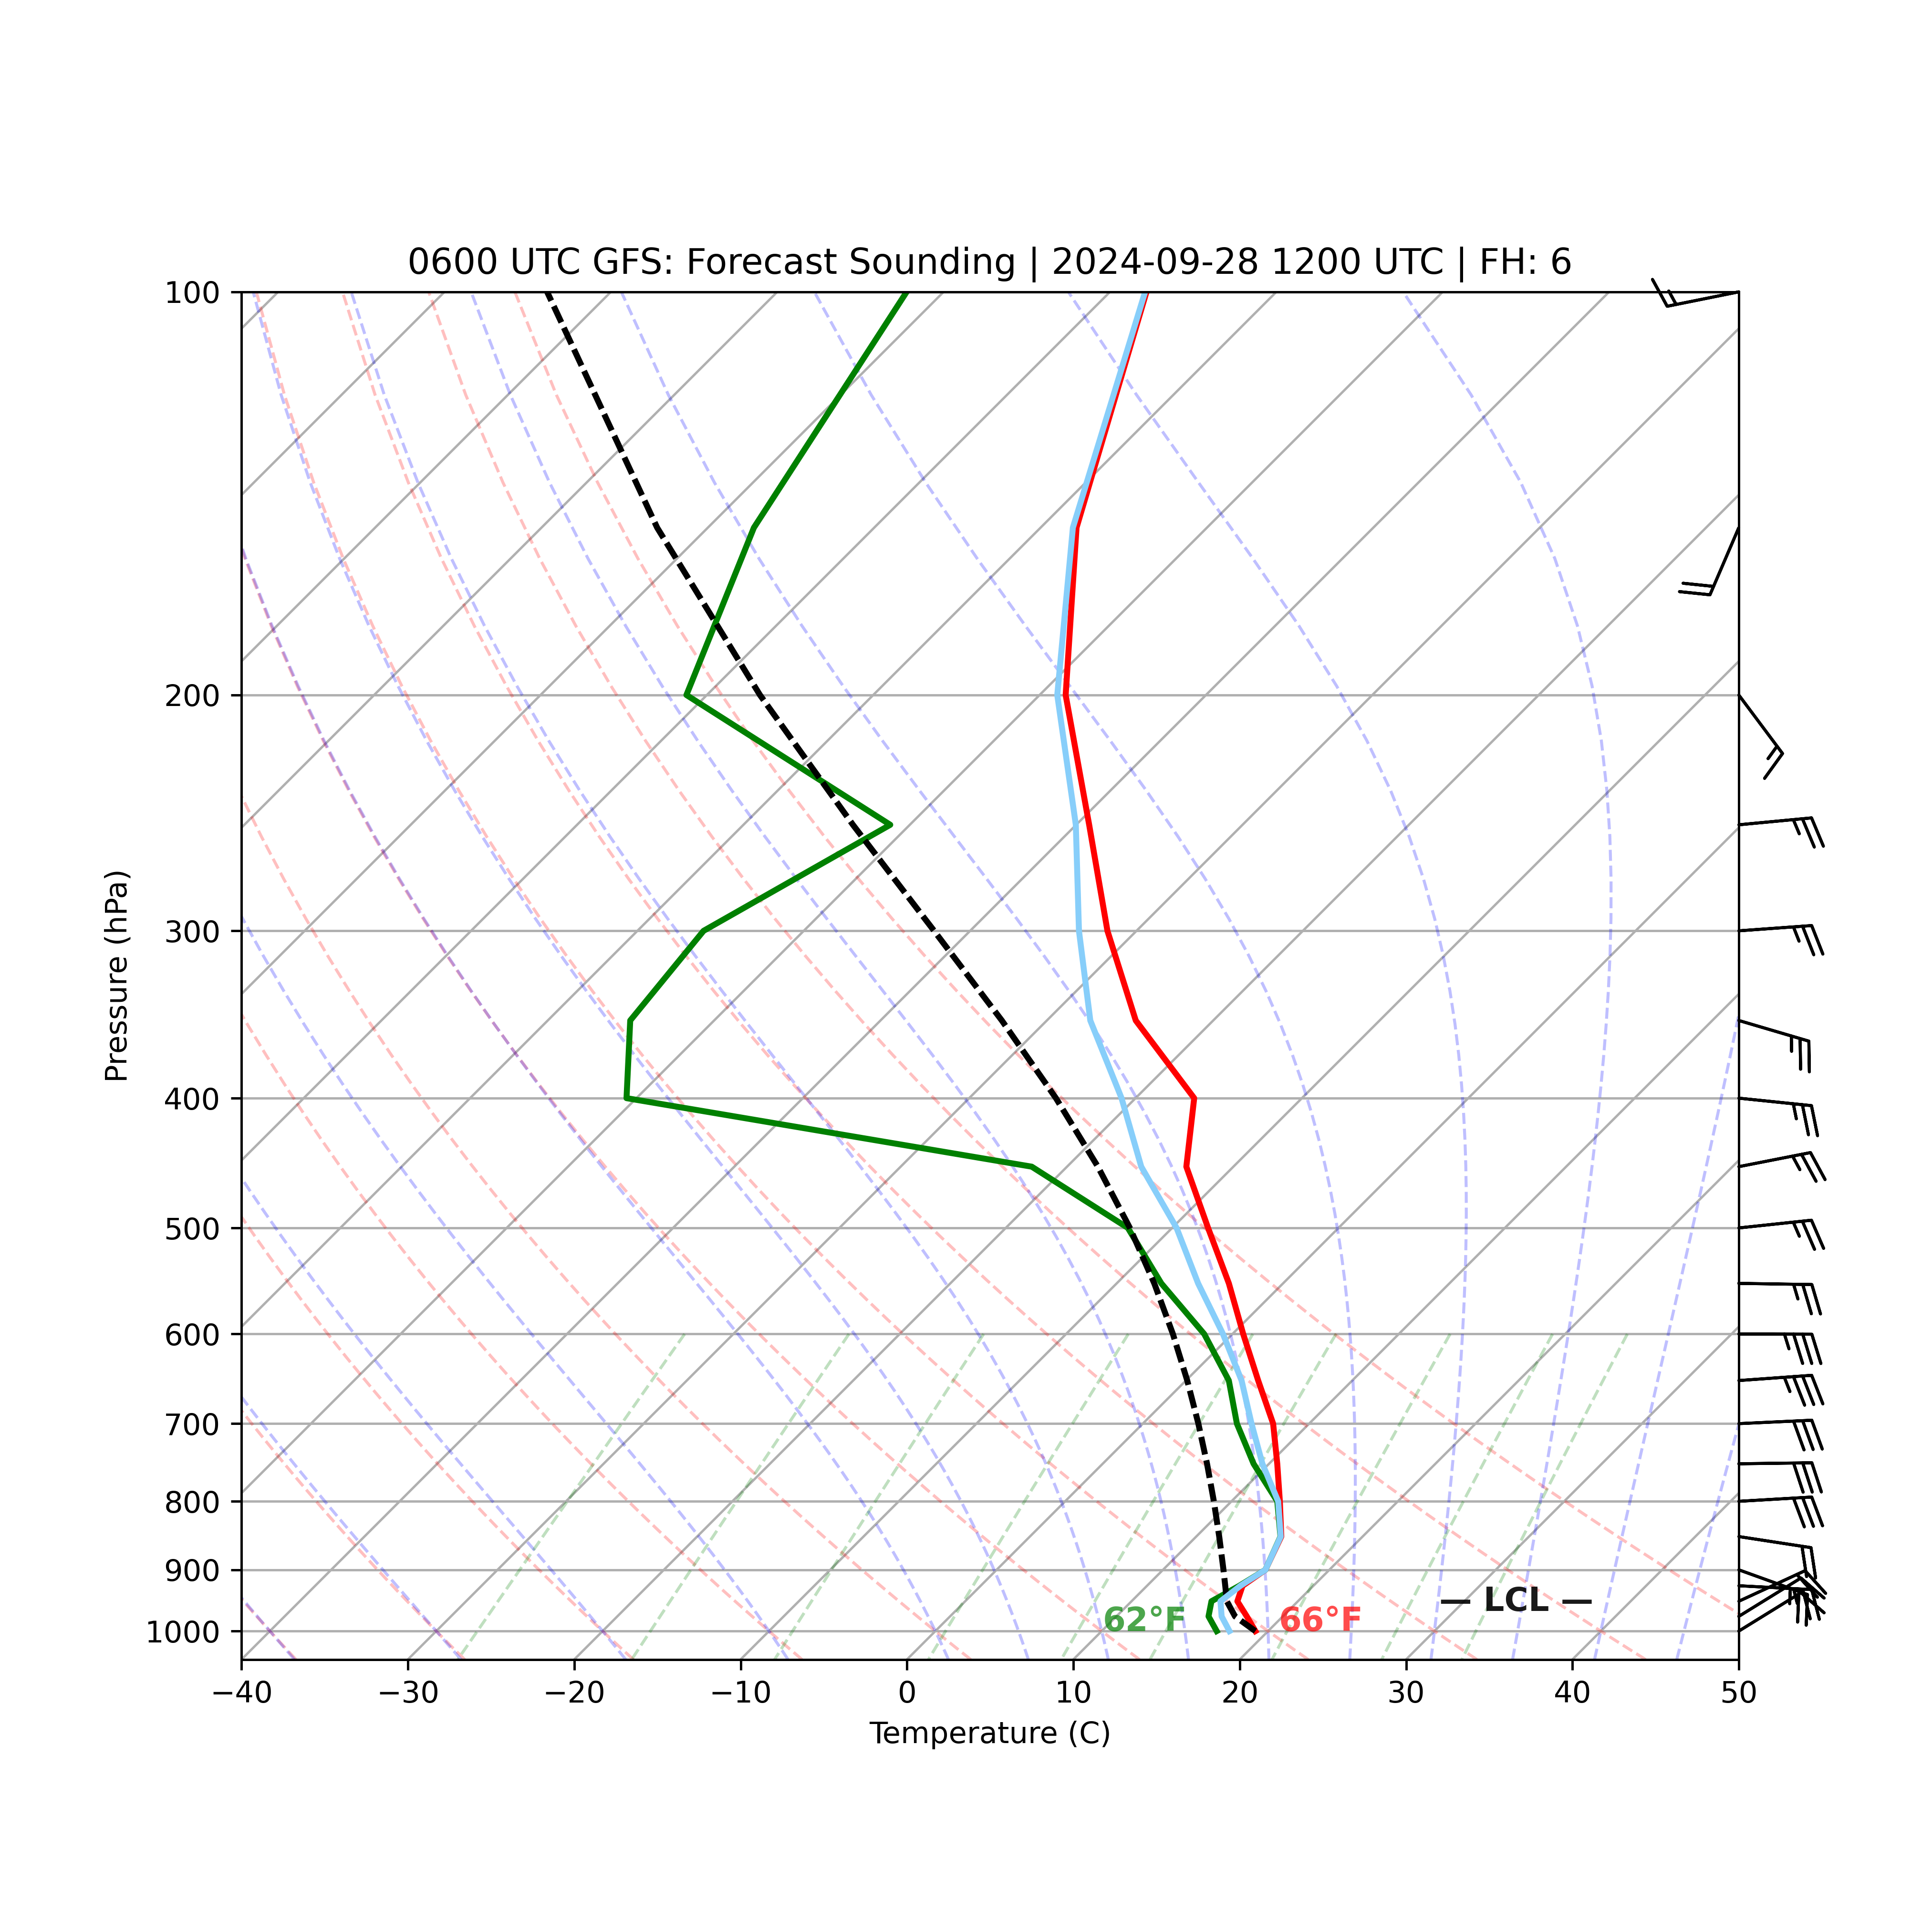 0600 UTC GFS: Forecast Sounding | 2024-09-28 1200 UTC | FH: 6
100
200
300
400
500
600
700
800
900
1000
Pressure (hPa)
— LCL —
62°F 66°F
−40 −30 −20 −10 0 10 20 30 40 50
Temperature (C)